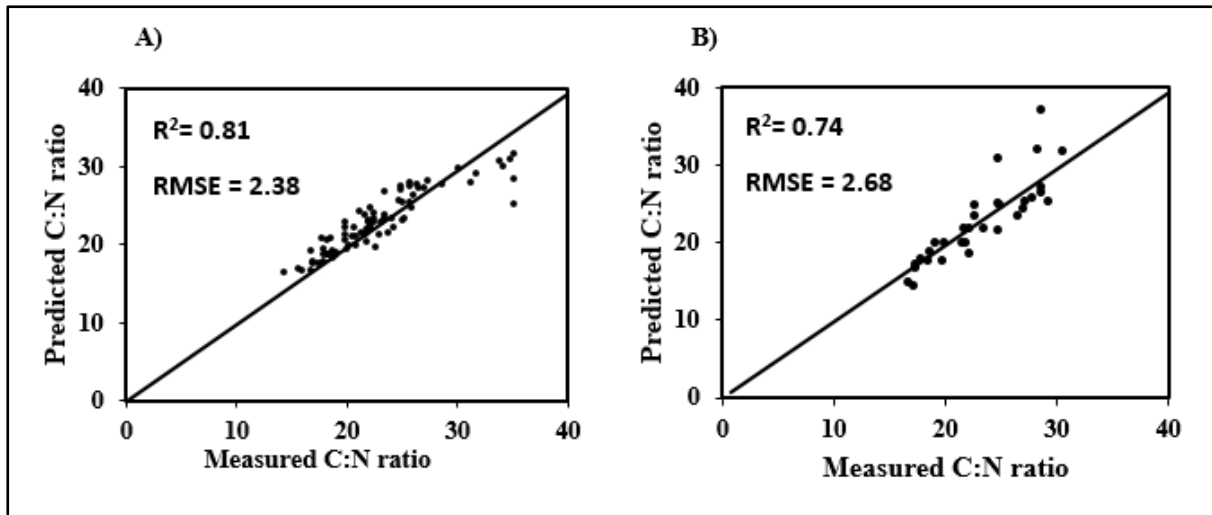 A)
40
30
20
10
0
Predicted C:N ratio
R²= 0.81
RMSE = 2.38
0 10 20 30 40
Measured C:N ratio
B)
40
30
20
10
0
Predicted C:N ratio
R²= 0.74
RMSE = 2.68
0 10 20 30 40
Measured C:N ratio